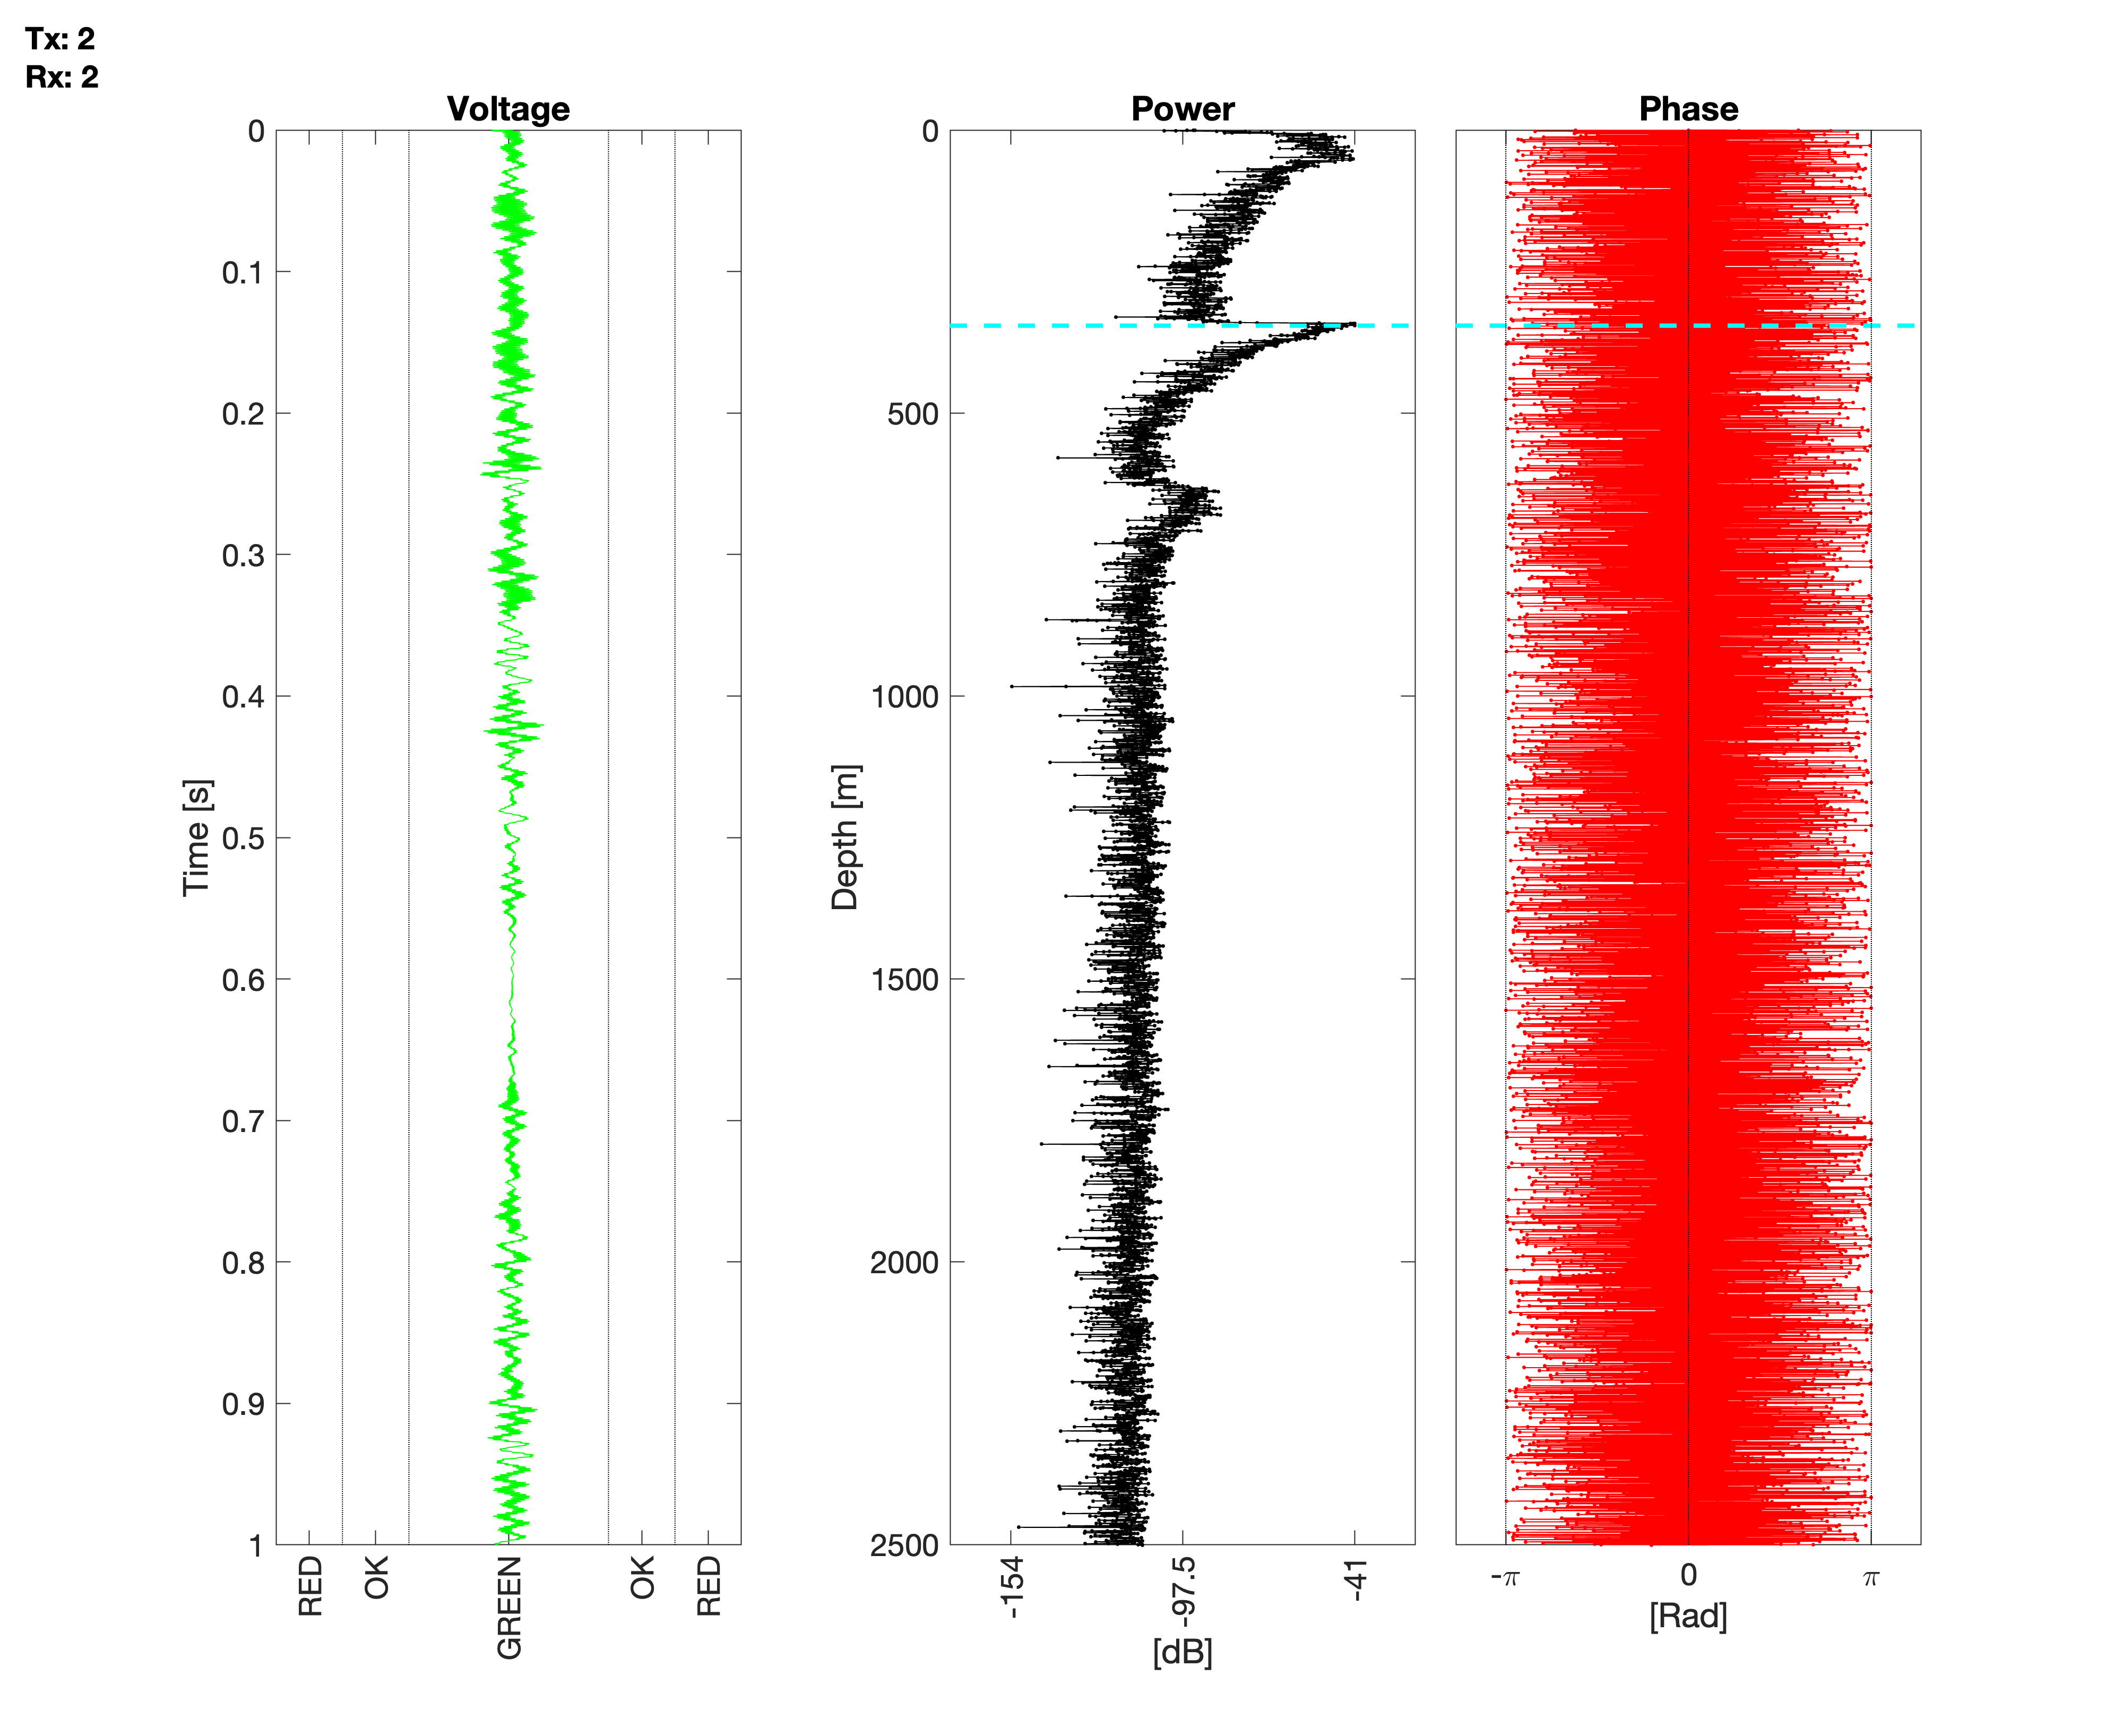 Tx: 2
Rx: 2
Voltage
0
0.1
0.2
0.3
0.4
0.5
0.6
0.7
0.8
0.9
1
Time [s]
RED
OK
GREEN
OK
RED
Power
0
500
1000
1500
2000
2500
Depth [m]
-154
-97.5
-41
[dB]
Phase
-π
0
π
[Rad]